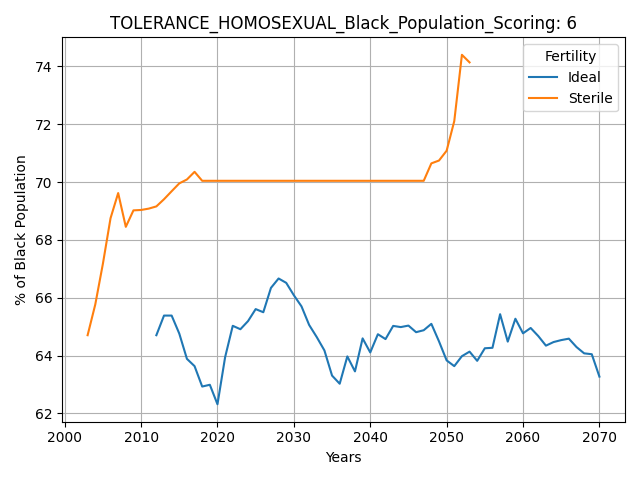 TOLERANCE_HOMOSEXUAL_Black_Population_Scoring: 6
Fertility
Ideal
Sterile
% of Black Population
74
72
70
68
66
64
62
2000 2010 2020 2030 2040 2050 2060 2070
Years